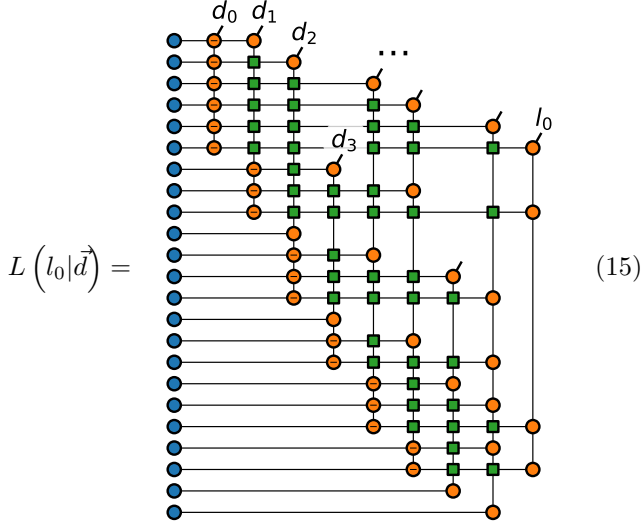 d₀ d₁
d₂
...
l₀
d₃
L (l₀|d⃗) =
(15)